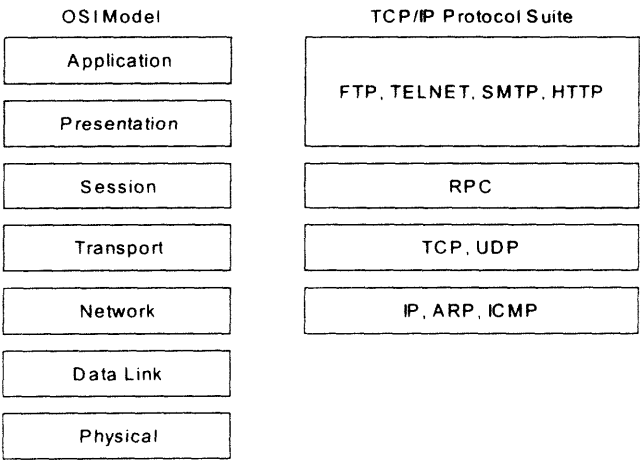 OSI Model
TCP/IP Protocol Suite
Application
Presentation
FTP, TELNET, SMTP, HTTP
Session
RPC
Transport
TCP, UDP
Network
IP, ARP, ICMP
Data Link
Physical